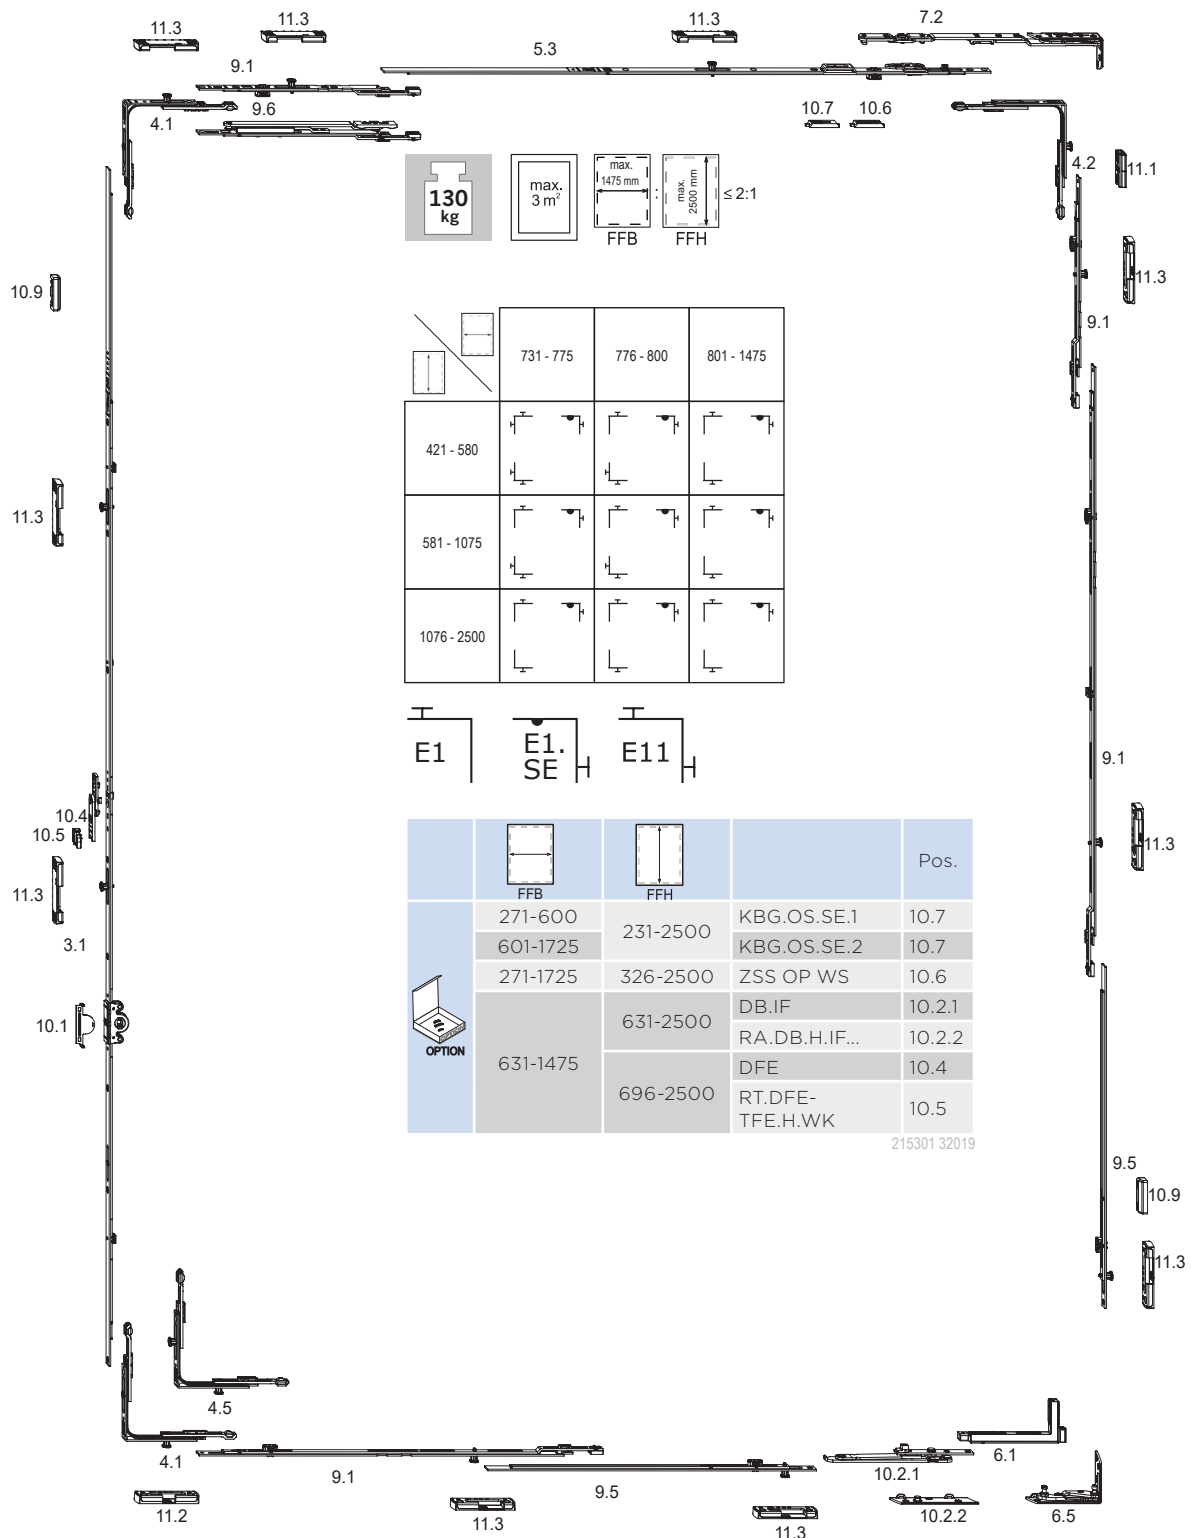 11.3
11.3
11.3
7.2
5.3
9.1
4.1
9.6
10.7
10.6
4.2
11.1
130
kg
max.
3 m²
max.
1475 mm
FFB
:
max.
2500 mm
FFH
≤ 2:1
10.9
11.3
9.1
731 - 775
776 - 800
801 - 1475
421 - 580
581 - 1075
1076 - 2500
11.3
E1
E1.
SE
E11
9.1
10.4
10.5
11.3
11.3
3.1
10.1
FFB
FFH
Pos.
271-600
231-2500
KBG.OS.SE.1
10.7
601-1725
KBG.OS.SE.2
10.7
271-1725
326-2500
ZSS OP WS
10.6
OPTION
631-1475
631-2500
DB.IF
10.2.1
RA.DB.H.IF...
10.2.2
696-2500
DFE
10.4
RT.DFE-
TFE.H.WK
10.5
215301 32019
9.5
10.9
11.3
4.5
4.1
9.1
9.5
10.2.1
6.1
11.2
11.3
11.3
10.2.2
6.5